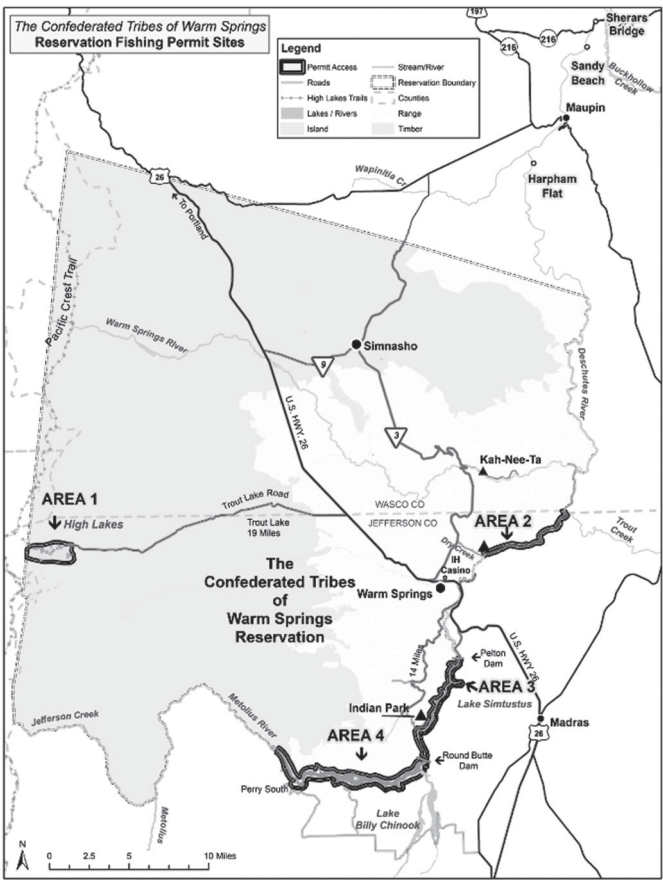 The Confederated Tribes of Warm Springs
Reservation Fishing Permit Sites
Legend
Permit Access
Roads
High Lakes Trails
Lakes / Rivers
Island
Stream/River
Reservation Boundary
Counties
Range
Timber
197
216
216
Sherars
Bridge
Sandy
Beach
Buckhollow
Creek
Maupin
Harpham
Flat
Wapinitia Cr
26
To Portland
Pacific Crest Trail
Warm Springs River
Simnasho
9
3
U.S. HWY. 26
Deschutes River
Kah-Nee-Ta
AREA 1
High Lakes
Trout Lake Road
Trout Lake
19 Miles
WASCO CO
JEFFERSON CO
AREA 2
Trout
Creek
Dry Creek
IH
Casino
The
Confederated Tribes
of
Warm Springs
Reservation
Warm Springs
14 Miles
Pelton
Dam
U.S. HWY 26
AREA 3
Lake Simtustus
Indian Park
Madras
26
Jefferson Creek
Metolius River
AREA 4
Round Butte
Dam
Perry South
Lake
Billy Chinook
Metolius
N
0 2.5 5 10 Miles